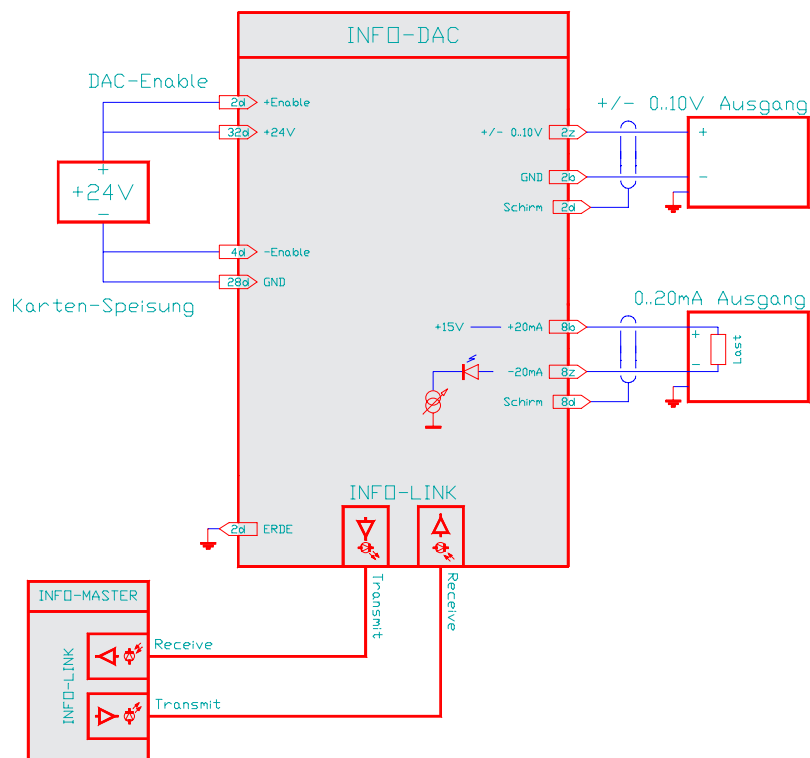 INFO-DAC
DAC-Enable
2d +Enable
32d +24V
+24V
+
−
4d -Enable
28d GND
Karten-Speisung
+/- 0..10V Ausgang
+/- 0..10V 2z
+
GND 2b
−
Schirm 2d
0..20mA Ausgang
+15V +20mA 8b
+
Last
-20mA 8z
−
Schirm 8d
INFO-LINK
2d ERDE
Transmit
Receive
INFO-MASTER
INFO-LINK
Receive
Transmit